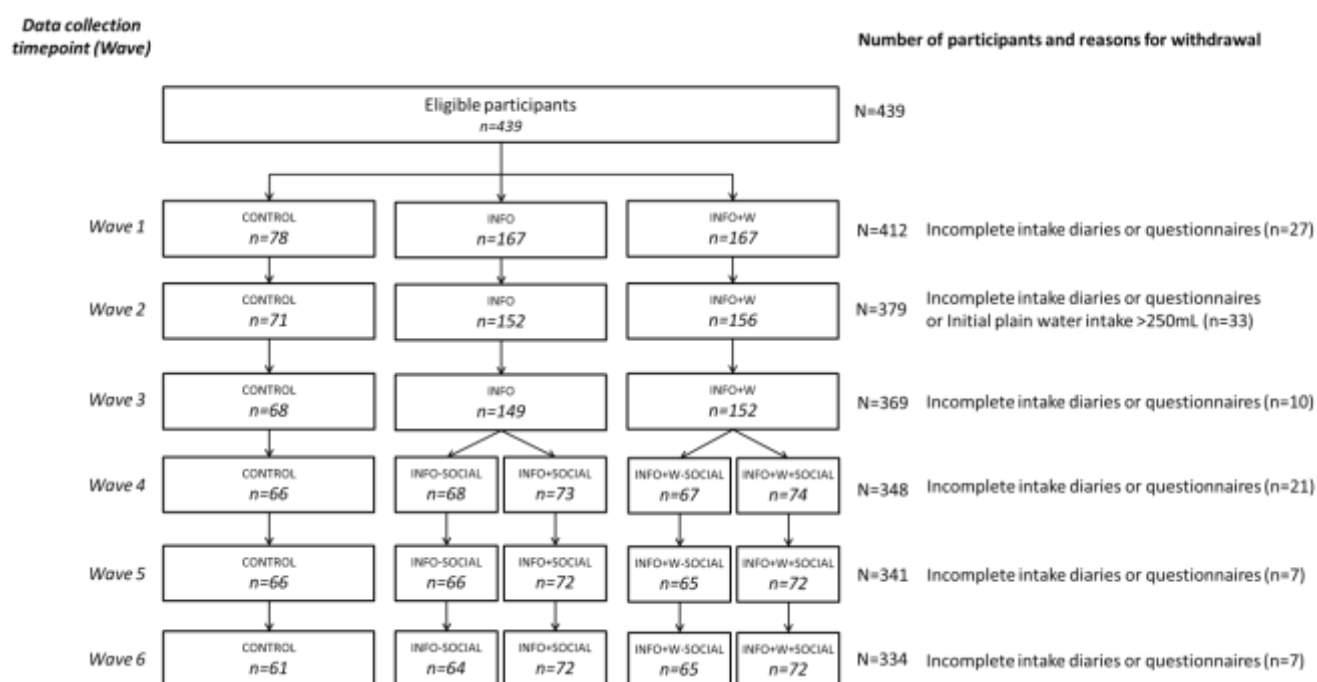 Data collection
timepoint (Wave)
Number of participants and reasons for withdrawal
Eligible participants
n=439
N=439
Wave 1
CONTROL
n=78
INFO
n=167
INFO+W
n=167
N=412 Incomplete intake diaries or questionnaires (n=27)
Wave 2
CONTROL
n=71
INFO
n=152
INFO+W
n=156
N=379 Incomplete intake diaries or questionnaires
or Initial plain water intake >250mL (n=33)
Wave 3
CONTROL
n=68
INFO
n=149
INFO+W
n=152
N=369 Incomplete intake diaries or questionnaires (n=10)
Wave 4
CONTROL
n=66
INFO-SOCIAL
n=68
INFO+SOCIAL
n=73
INFO+W-SOCIAL
n=67
INFO+W+SOCIAL
n=74
N=348 Incomplete intake diaries or questionnaires (n=21)
Wave 5
CONTROL
n=66
INFO-SOCIAL
n=66
INFO+SOCIAL
n=72
INFO+W-SOCIAL
n=65
INFO+W+SOCIAL
n=72
N=341 Incomplete intake diaries or questionnaires (n=7)
Wave 6
CONTROL
n=61
INFO-SOCIAL
n=64
INFO+SOCIAL
n=72
INFO+W-SOCIAL
n=65
INFO+W+SOCIAL
n=72
N=334 Incomplete intake diaries or questionnaires (n=7)